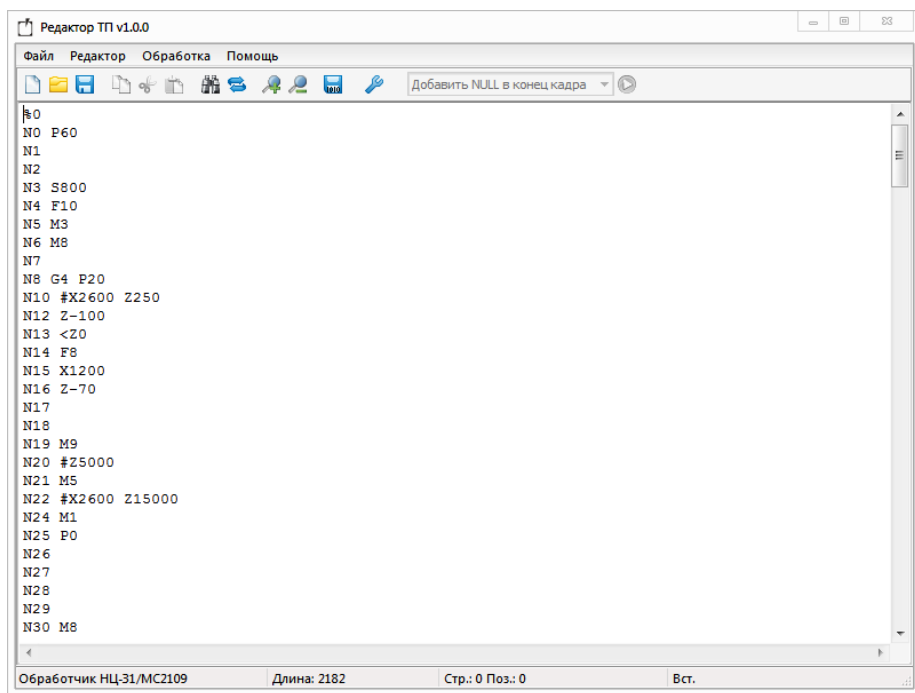 Редактор ТП v1.0.0
Файл Редактор Обработка Помощь
Добавить NULL в конец кадра
%0
N0 P60
N1
N2
N3 S800
N4 F10
N5 M3
N6 M8
N7
N8 G4 P20
N10 #X2600 Z250
N12 Z-100
N13 <Z0
N14 F8
N15 X1200
N16 Z-70
N17
N18
N19 M9
N20 #Z5000
N21 M5
N22 #X2600 Z15000
N24 M1
N25 P0
N26
N27
N28
N29
N30 M8
Обработчик НЦ-31/МС2109 Длина: 2182 Стр.: 0 Поз.: 0 Вст.